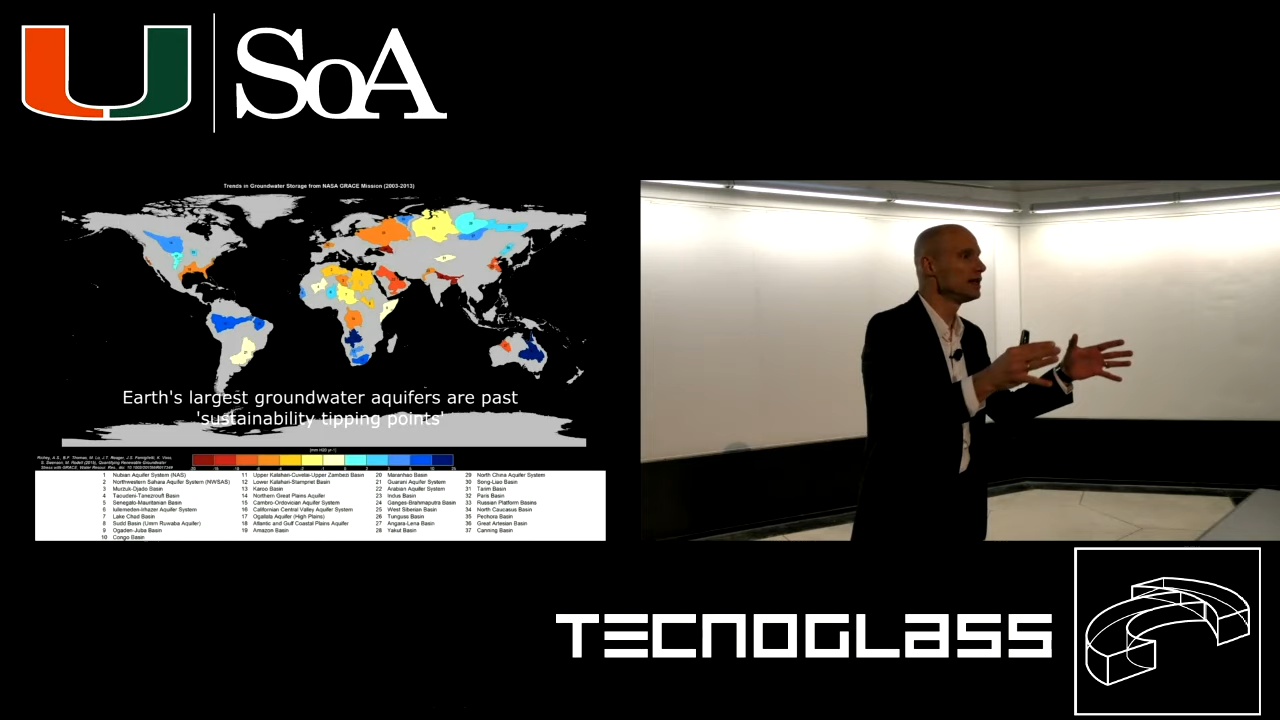 U
SoA
Trends in Groundwater Storage from NASA GRACE Mission (2003-2013)
Earth's largest groundwater aquifers are past
'sustainability tipping points'
1 Nubian Aquifer System (NAS)
2 Northwestern Sahara Aquifer System (NWSAS)
3 Murzuk-Djado Basin
4 Taoudeni-Tanezrouft Basin
5 Senegalo-Mauritanian Basin
6 Iullemeden-Irhazer Aquifer System
7 Lake Chad Basin
8 Sudd Basin (Umm Ruwaba Aquifer)
9 Ogaden-Juba Basin
10 Congo Basin
11 Upper Kalahari-Cuvelai-Upper Zambezi Basin
12 Lower Kalahari-Stampriet Basin
13 Karoo Basin
14 Northern Great Plains Aquifer
15 Cambro-Ordovician Aquifer System
16 Californian Central Valley Aquifer System
17 Ogallala Aquifer (High Plains)
18 Atlantic and Gulf Coastal Plains Aquifer
19 Amazon Basin
20 Maranhao Basin
21 Guarani Aquifer System
22 Arabian Aquifer System
23 Indus Basin
24 Ganges-Brahmaputra Basin
25 West Siberian Basin
26 Tunguss Basin
27 Angara-Lena Basin
28 Yakut Basin
29 North China Aquifer System
30 Song-Liao Basin
31 Tarim Basin
32 Paris Basin
33 Russian Platform Basins
34 North Caucasus Basin
35 Pechora Basin
36 Great Artesian Basin
37 Canning Basin
TECNOGLASS